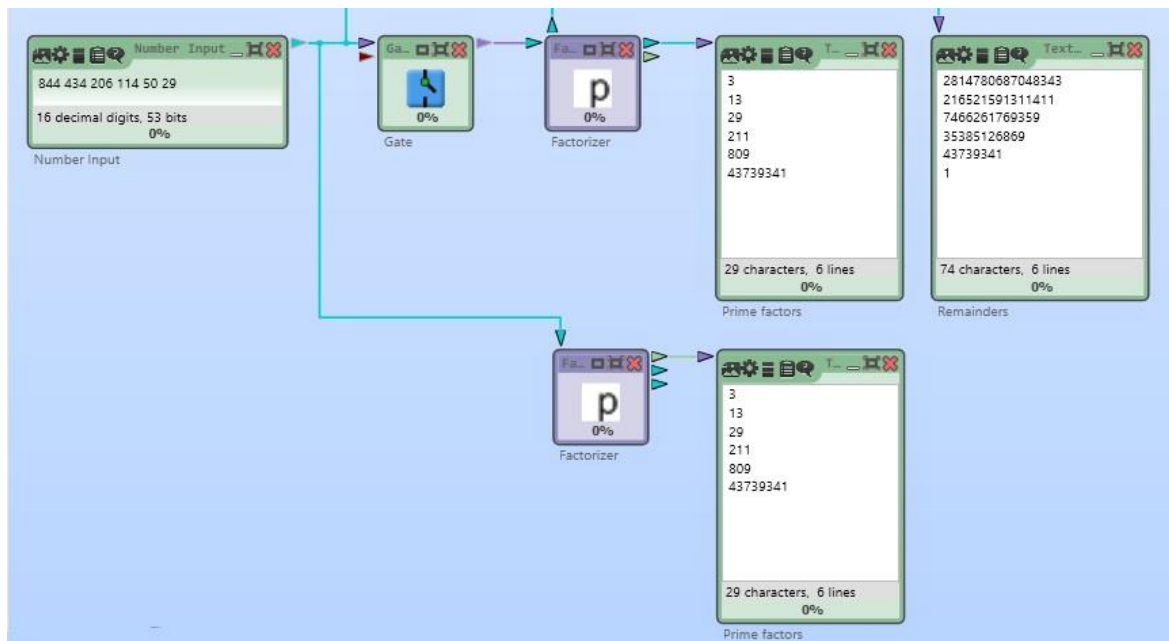 Number Input
844 434 206 114 50 29
16 decimal digits, 53 bits
0%
Number Input
Ga...
0%
Gate
Fa...
p
0%
Factorizer
T...
3
13
29
211
809
43739341
29 characters, 6 lines
0%
Prime factors
Text...
2814780687048343
216521591311411
7466261769359
35385126869
43739341
1
74 characters, 6 lines
0%
Remainders
Fa...
p
0%
Factorizer
T...
3
13
29
211
809
43739341
29 characters, 6 lines
0%
Prime factors